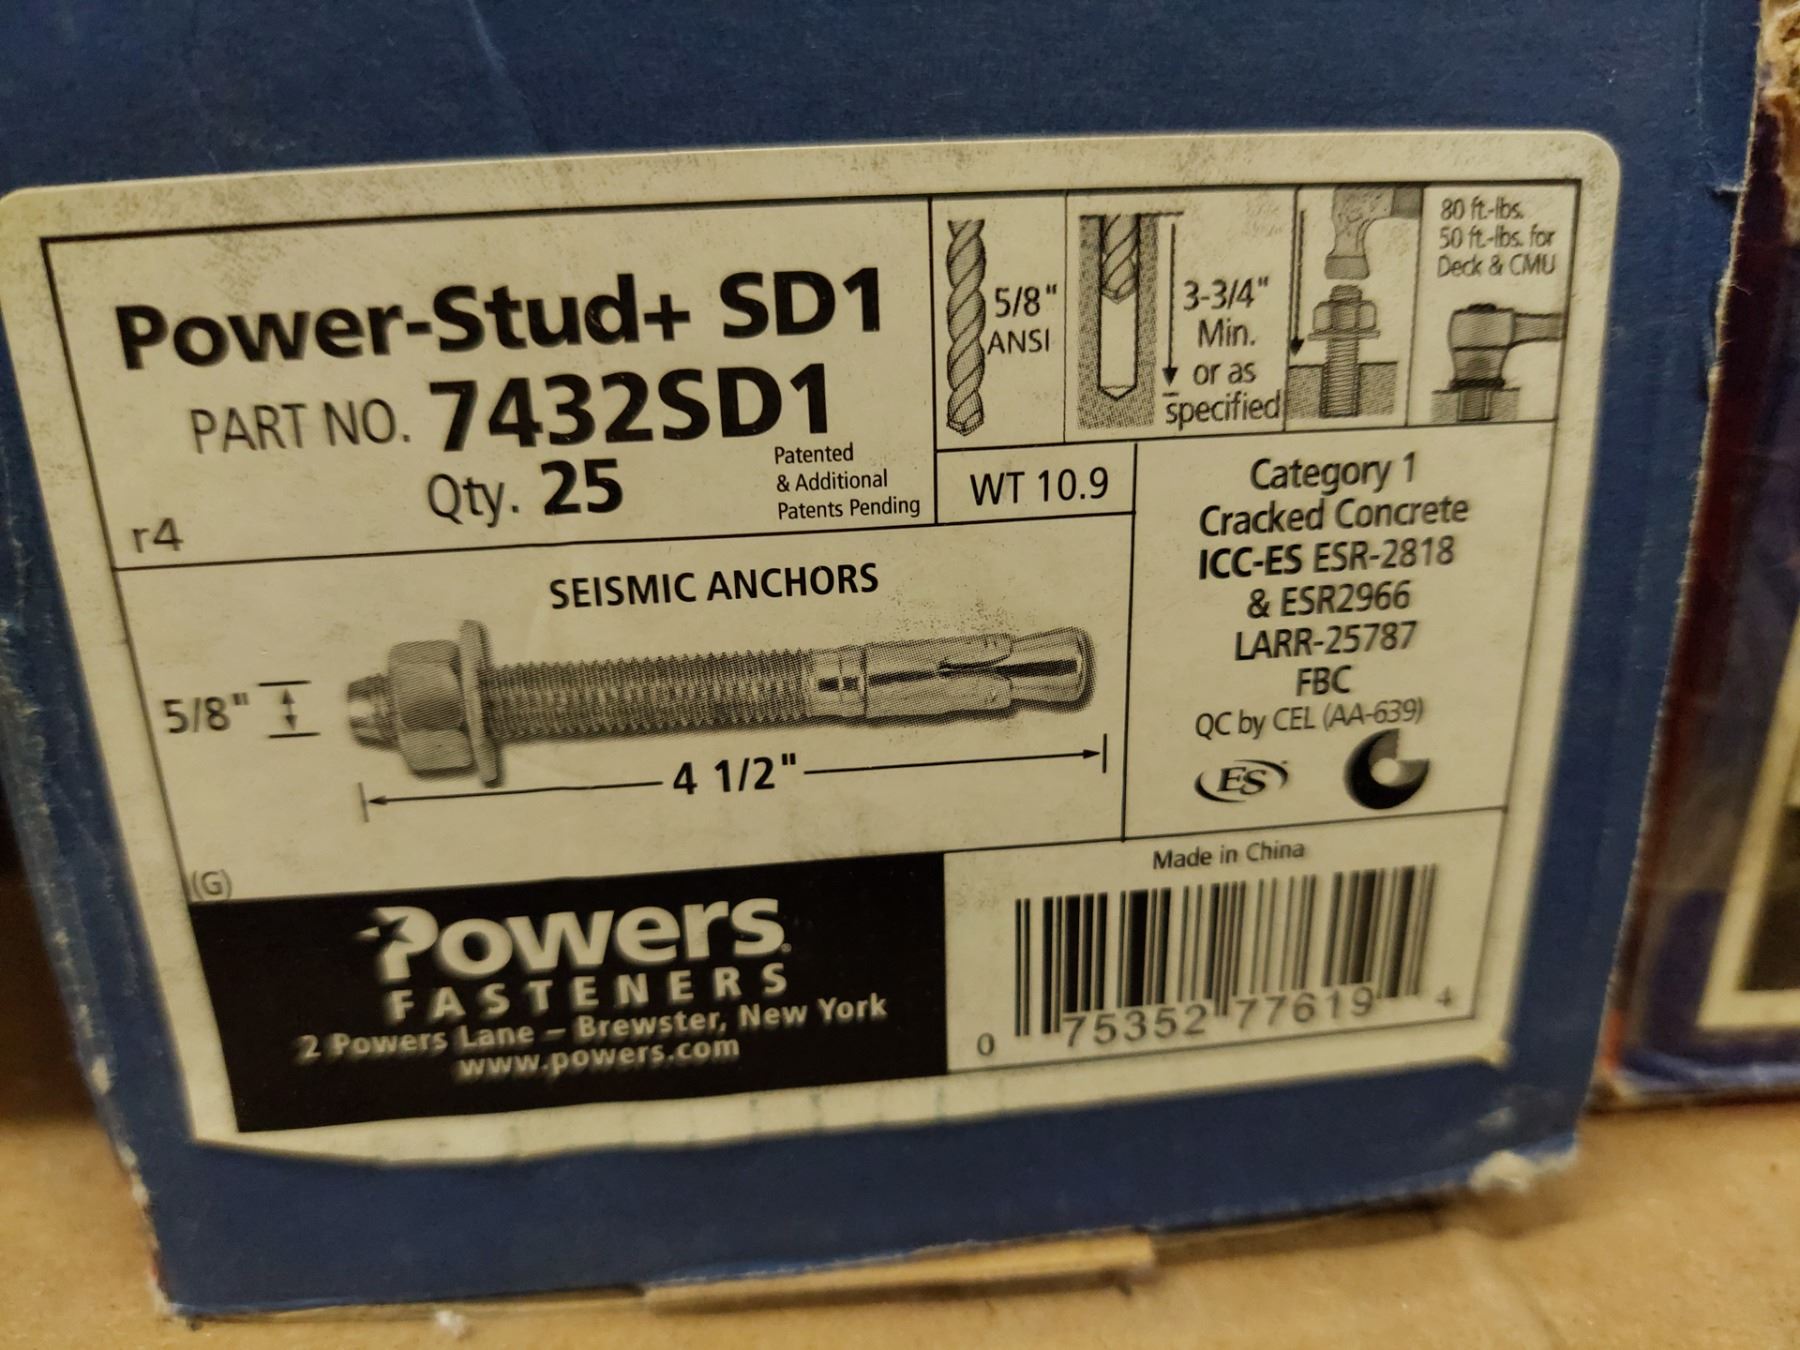 Power-Stud+ SD1
PART NO. 7432SD1
Qty. 25
Patented
& Additional
Patents Pending
r4
5/8"
ANSI
3-3/4"
Min.
or as
specified
80 ft-lbs.
50 ft-lbs. for
Deck & CMU
WT 10.9
Category 1
Cracked Concrete
ICC-ES ESR-2818
& ESR2966
LARR-25787
FBC
QC by CEL (AA-639)
ES
SEISMIC ANCHORS
5/8"
4 1/2"
(G)
Powers
FASTENERS
2 Powers Lane – Brewster, New York
www.powers.com
Made in China
0 75352 77619 4